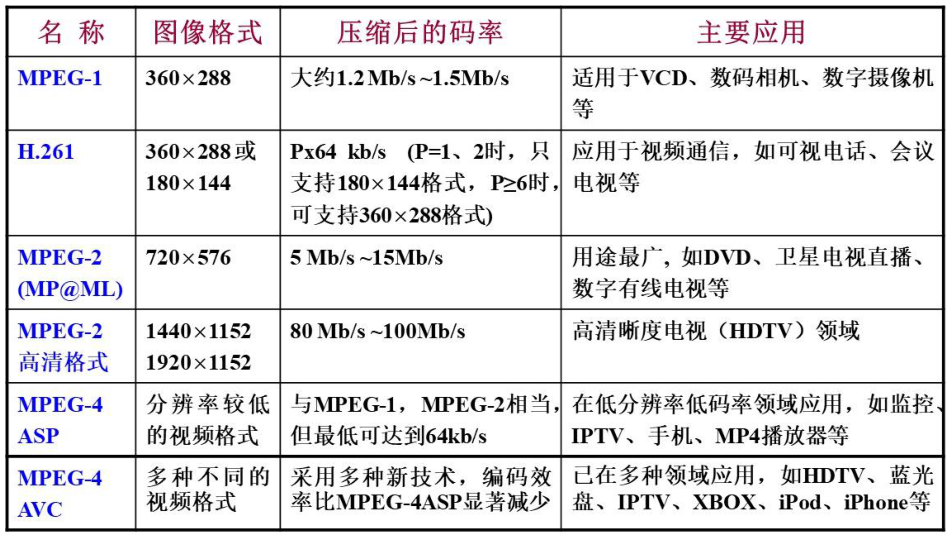 名 称 图像格式 压缩后的码率 主要应用
MPEG-1 360×288 大约1.2 Mb/s ~1.5Mb/s 适用于VCD、数码相机、数字摄像机
等
H.261 360×288或 Px64 kb/s (P=1、2时，只 应用于视频通信，如可视电话、会议
180×144 支持180×144格式，P≥6时， 电视等
可支持360×288格式)
MPEG-2 720×576 5 Mb/s ~15Mb/s 用途最广, 如DVD、卫星电视直播、
(MP@ML) 数字有线电视等
MPEG-2 1440×1152 80 Mb/s ~100Mb/s 高清晰度电视（HDTV）领域
高清格式 1920×1152
MPEG-4 分辨率较低 与MPEG-1，MPEG-2相当， 在低分辨率低码率领域应用，如监控、
ASP 的视频格式 但最低可达到64kb/s IPTV、手机、MP4播放器等
MPEG-4 多种不同的 采用多种新技术，编码效 已在多种领域应用，如HDTV、蓝光
AVC 视频格式 率比MPEG-4ASP显著减少 盘、IPTV、XBOX、iPod、iPhone等